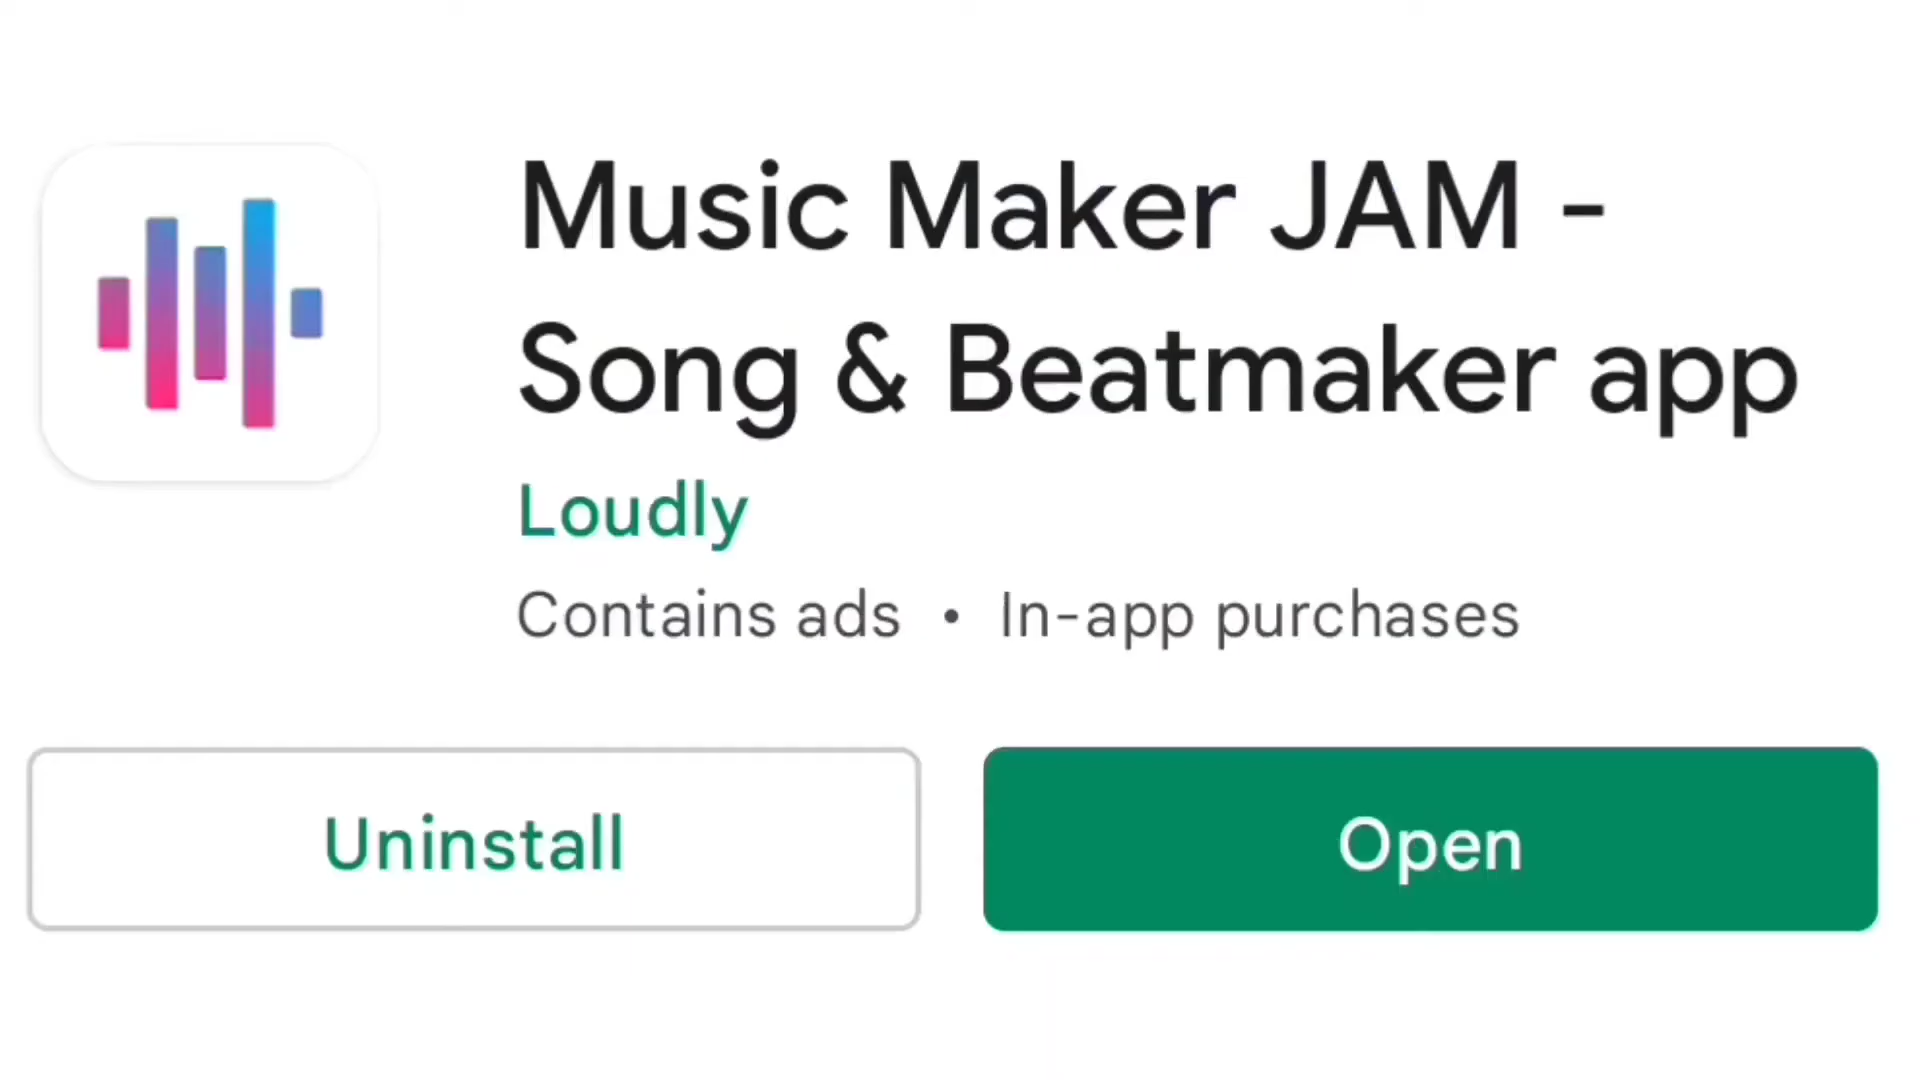 Music Maker JAM -
Song & Beatmaker app
Loudly
Contains ads • In-app purchases
Uninstall
Open